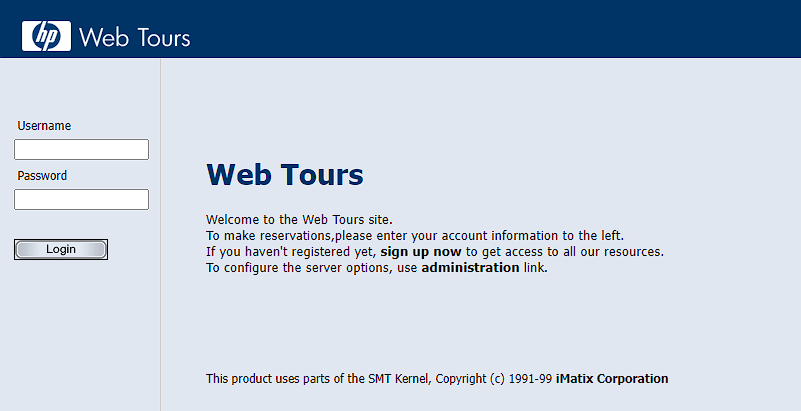 hp Web Tours
Username
Password
Login
Web Tours
Welcome to the Web Tours site.
To make reservations,please enter your account information to the left.
If you haven't registered yet, sign up now to get access to all our resources.
To configure the server options, use administration link.
This product uses parts of the SMT Kernel, Copyright (c) 1991-99 iMatix Corporation